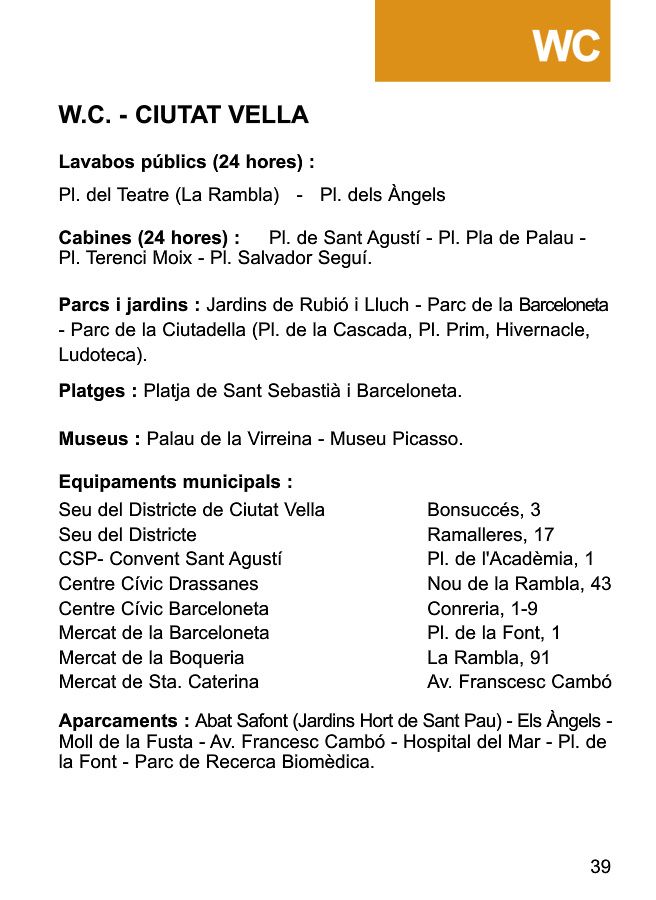 WC
W.C. - CIUTAT VELLA
Lavabos públics (24 hores) :
Pl. del Teatre (La Rambla) - Pl. dels Àngels
Cabines (24 hores) : Pl. de Sant Agustí - Pl. Pla de Palau -
Pl. Terenci Moix - Pl. Salvador Seguí.
Parcs i jardins : Jardins de Rubió i Lluch - Parc de la Barceloneta
- Parc de la Ciutadella (Pl. de la Cascada, Pl. Prim, Hivernacle,
Ludoteca).
Platges : Platja de Sant Sebastià i Barceloneta.
Museus : Palau de la Virreina - Museu Picasso.
Equipaments municipals :
Seu del Districte de Ciutat Vella Bonsuccés, 3
Seu del Districte Ramalleres, 17
CSP- Convent Sant Agustí Pl. de l'Acadèmia, 1
Centre Cívic Drassanes Nou de la Rambla, 43
Centre Cívic Barceloneta Conreria, 1-9
Mercat de la Barceloneta Pl. de la Font, 1
Mercat de la Boqueria La Rambla, 91
Mercat de Sta. Caterina Av. Franscesc Cambó
Aparcaments : Abat Safont (Jardins Hort de Sant Pau) - Els Àngels -
Moll de la Fusta - Av. Francesc Cambó - Hospital del Mar - Pl. de
la Font - Parc de Recerca Biomèdica.
39